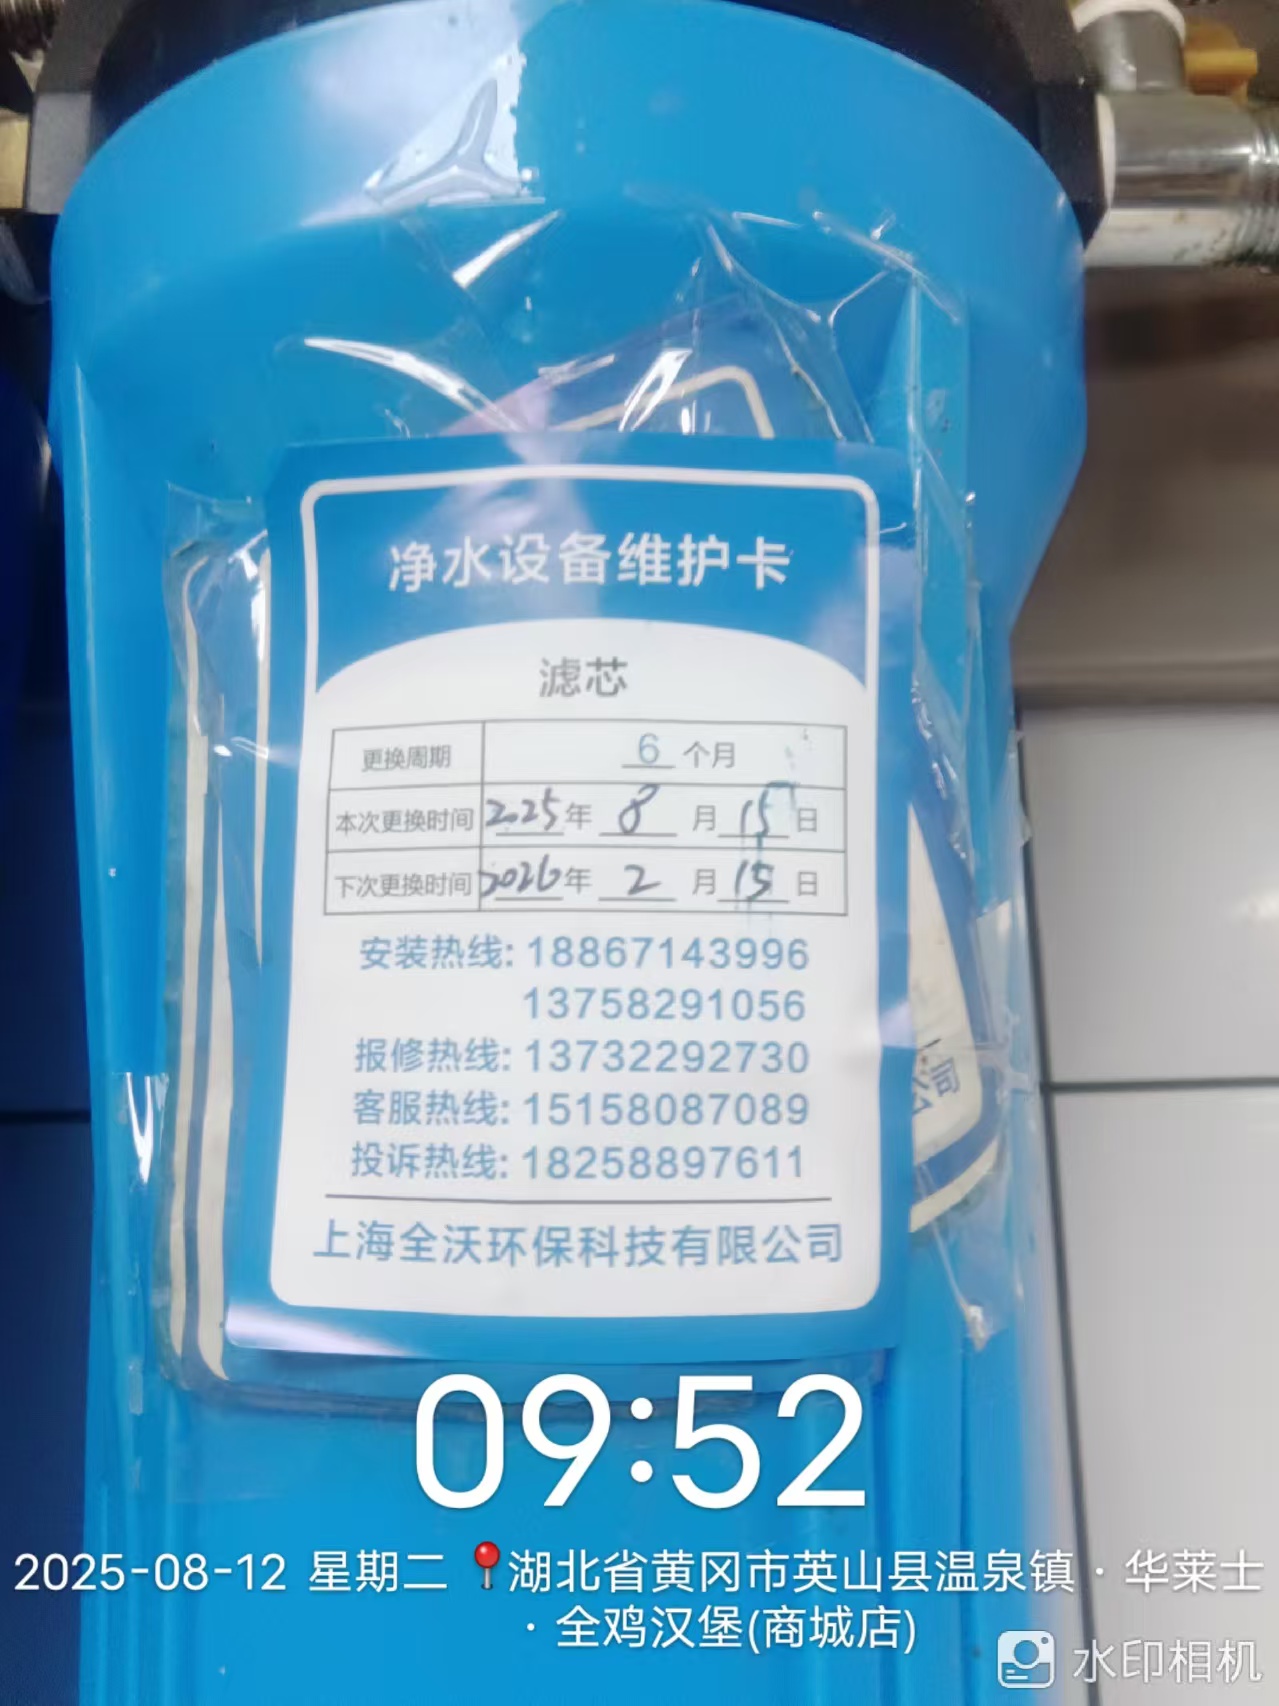 净水设备维护卡
滤芯
更换周期 6 个月
本次更换时间 2025年 8 月 15 日
下次更换时间 2026年 2 月 15 日
安装热线: 18867143996
13758291056
报修热线: 13732292730
客服热线: 15158087089
投诉热线: 18258897611
上海全沃环保科技有限公司
公司
09:52
2025-08-12 星期二 📍湖北省黄冈市英山县温泉镇·华莱士
·全鸡汉堡(商城店)
水印相机